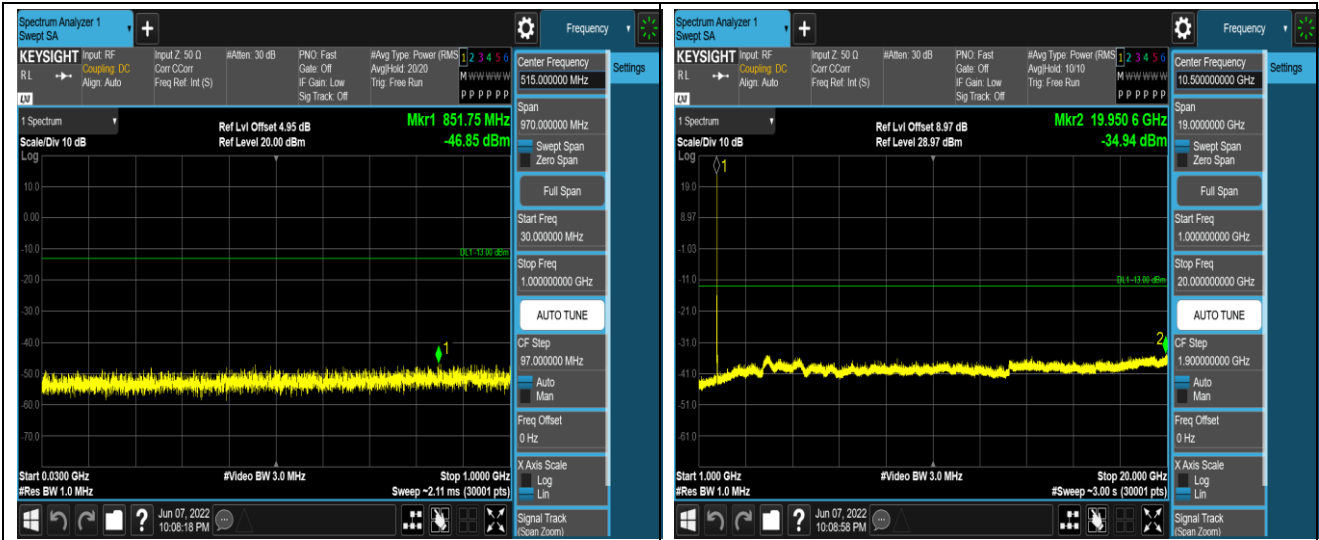 Spectrum Analyzer 1
Swept SA
+
Frequency
KEYSIGHT
RL
Input: RF
Coupling: DC
Align: Auto
Input Z: 50 Ω
Corr CCorr
Freq Ref: Int (S)
#Atten: 30 dB
PNO: Fast
Gate: Off
IF Gain: Low
Sig Track: Off
#Avg Type: Power (RMS
Avg|Hold: 20/20
Trig: Free Run
1 2 3 4 5 6
M W W W W W
P P P P P P
1 Spectrum
Scale/Div 10 dB
Log
Ref Lvl Offset 4.95 dB
Ref Level 20.00 dBm
Mkr1 851.75 MHz
-46.85 dBm
10.0
0.00
-10.0
DL1 -13.00 dBm
-20.0
-30.0
-40.0
1
-50.0
-60.0
-70.0
Start 0.0300 GHz
#Res BW 1.0 MHz
#Video BW 3.0 MHz
Stop 1.0000 GHz
Sweep ~2.11 ms (30001 pts)
Jun 07, 2022
10:08:18 PM
?
Center Frequency
515.000000 MHz
Settings
Span
970.000000 MHz
Swept Span
Zero Span
Full Span
Start Freq
30.000000 MHz
Stop Freq
1.000000000 GHz
AUTO TUNE
CF Step
97.000000 MHz
Auto
Man
Freq Offset
0 Hz
X Axis Scale
Log
Lin
Signal Track
(Span Zoom)
Spectrum Analyzer 1
Swept SA
+
Frequency
KEYSIGHT
RL
Input: RF
Coupling: DC
Align: Auto
Input Z: 50 Ω
Corr CCorr
Freq Ref: Int (S)
#Atten: 30 dB
PNO: Fast
Gate: Off
IF Gain: Low
Sig Track: Off
#Avg Type: Power (RMS
Avg|Hold: 10/10
Trig: Free Run
1 2 3 4 5 6
M W W W W W
P P P P P P
1 Spectrum
Scale/Div 10 dB
Log
Ref Lvl Offset 8.97 dB
Ref Level 28.97 dBm
Mkr2 19.950 6 GHz
-34.94 dBm
1
19.0
8.97
-1.03
-11.0
DL1 -13.00 dBm
-21.0
-31.0
2
-41.0
-51.0
-61.0
Start 1.000 GHz
#Res BW 1.0 MHz
#Video BW 3.0 MHz
Stop 20.000 GHz
#Sweep ~3.00 s (30001 pts)
Jun 07, 2022
10:08:58 PM
?
Center Frequency
10.500000000 GHz
Settings
Span
19.0000000 GHz
Swept Span
Zero Span
Full Span
Start Freq
1.000000000 GHz
Stop Freq
20.000000000 GHz
AUTO TUNE
CF Step
1.900000000 GHz
Auto
Man
Freq Offset
0 Hz
X Axis Scale
Log
Lin
Signal Track
(Span Zoom)